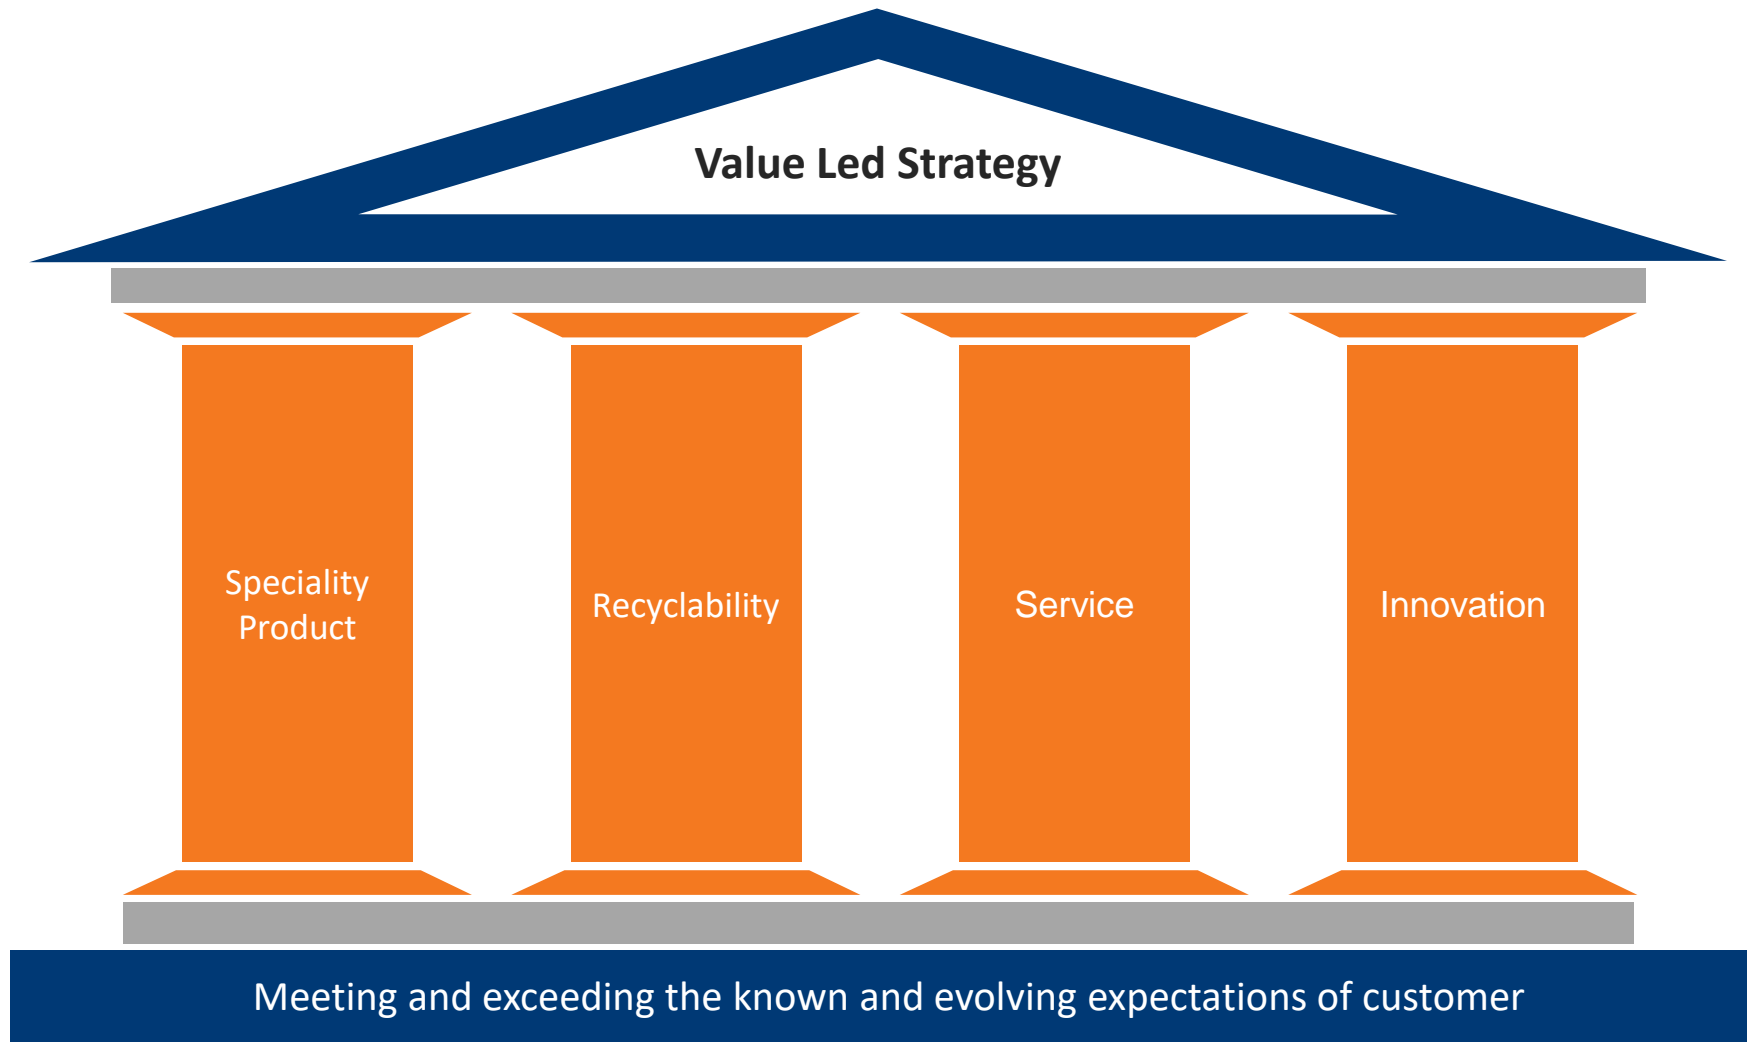 Value Led Strategy
Speciality
Product
Recyclability
Service
Innovation
Meeting and exceeding the known and evolving expectations of customer